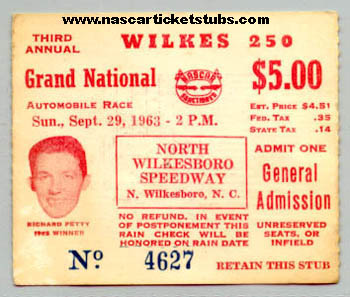 www.nascarticketstubs.com
THIRD ANNUAL
WILKES 250
Grand National
AUTOMOBILE RACE
Sun., Sept. 29, 1963 - 2 P.M.
NASCAR
SANCTIONED
$5.00
EST. PRICE $4.51
FED. TAX .35
STATE TAX .14
NORTH
WILKESBORO
SPEEDWAY
N. Wilkesboro, N. C.
ADMIT ONE
General
Admission
UNRESERVED
SEATS, OR
INFIELD
RICHARD PETTY
1962 WINNER
NO REFUND. IN EVENT
OF POSTPONEMENT THIS
RAIN CHECK WILL BE
HONORED ON RAIN DATE
No 4627
RETAIN THIS STUB